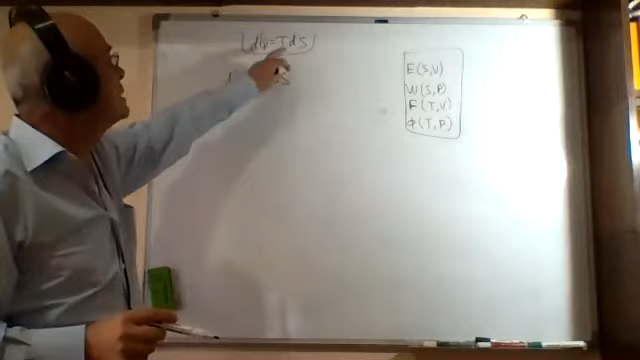 dQ=TdS
E(S,V)
W(S,P)
F(T,V)
Φ(T,P)